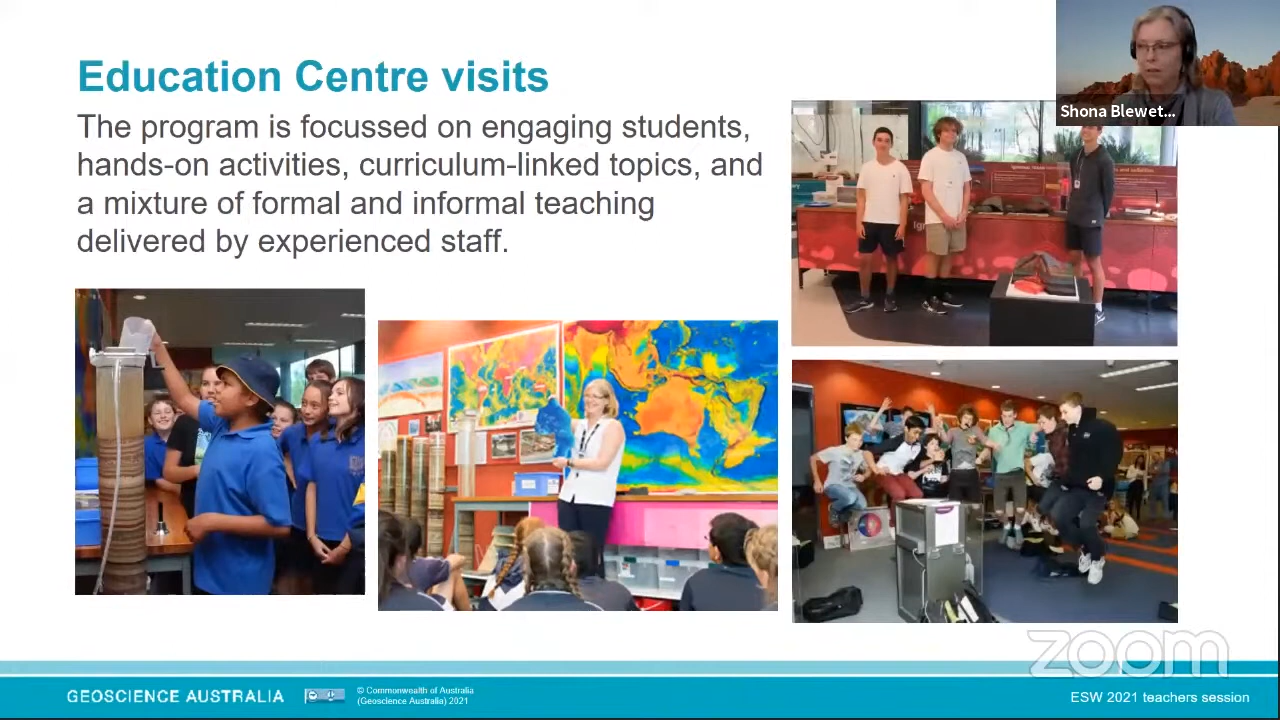 Education Centre visits
The program is focussed on engaging students,
hands-on activities, curriculum-linked topics, and
a mixture of formal and informal teaching
delivered by experienced staff.
Shona Blewet...
Ign
zoom
GEOSCIENCE AUSTRALIA
© Commonwealth of Australia
(Geoscience Australia) 2021
ESW 2021 teachers session